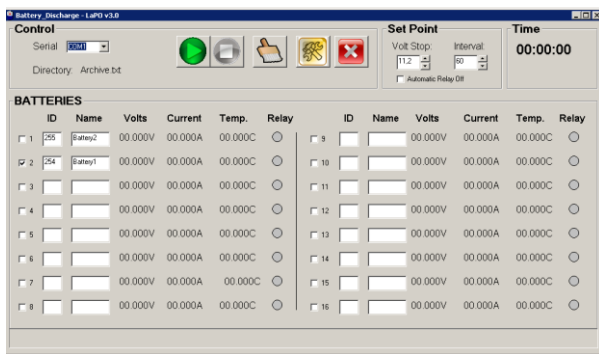 Battery_Discharge - LaPO v3.0
Control
Serial COM1
Directory: Archive.txt
Set Point
Volt Stop: Interval:
11,2 60
Automatic Relay Off
Time
00:00:00
BATTERIES
ID Name Volts Current Temp. Relay ID Name Volts Current Temp. Relay
1 255 Battey2 00.000V 00.000A 00.000C 9 00.000V 00.000A 00.000C
2 254 Battey1 00.000V 00.000A 00.000C 10 00.000V 00.000A 00.000C
3 00.000V 00.000A 00.000C 11 00.000V 00.000A 00.000C
4 00.000V 00.000A 00.000C 12 00.000V 00.000A 00.000C
5 00.000V 00.000A 00.000C 13 00.000V 00.000A 00.000C
6 00.000V 00.000A 00.000C 14 00.000V 00.000A 00.000C
7 00.000V 00.000A 00.000C 15 00.000V 00.000A 00.000C
8 00.000V 00.000A 00.000C 16 00.000V 00.000A 00.000C